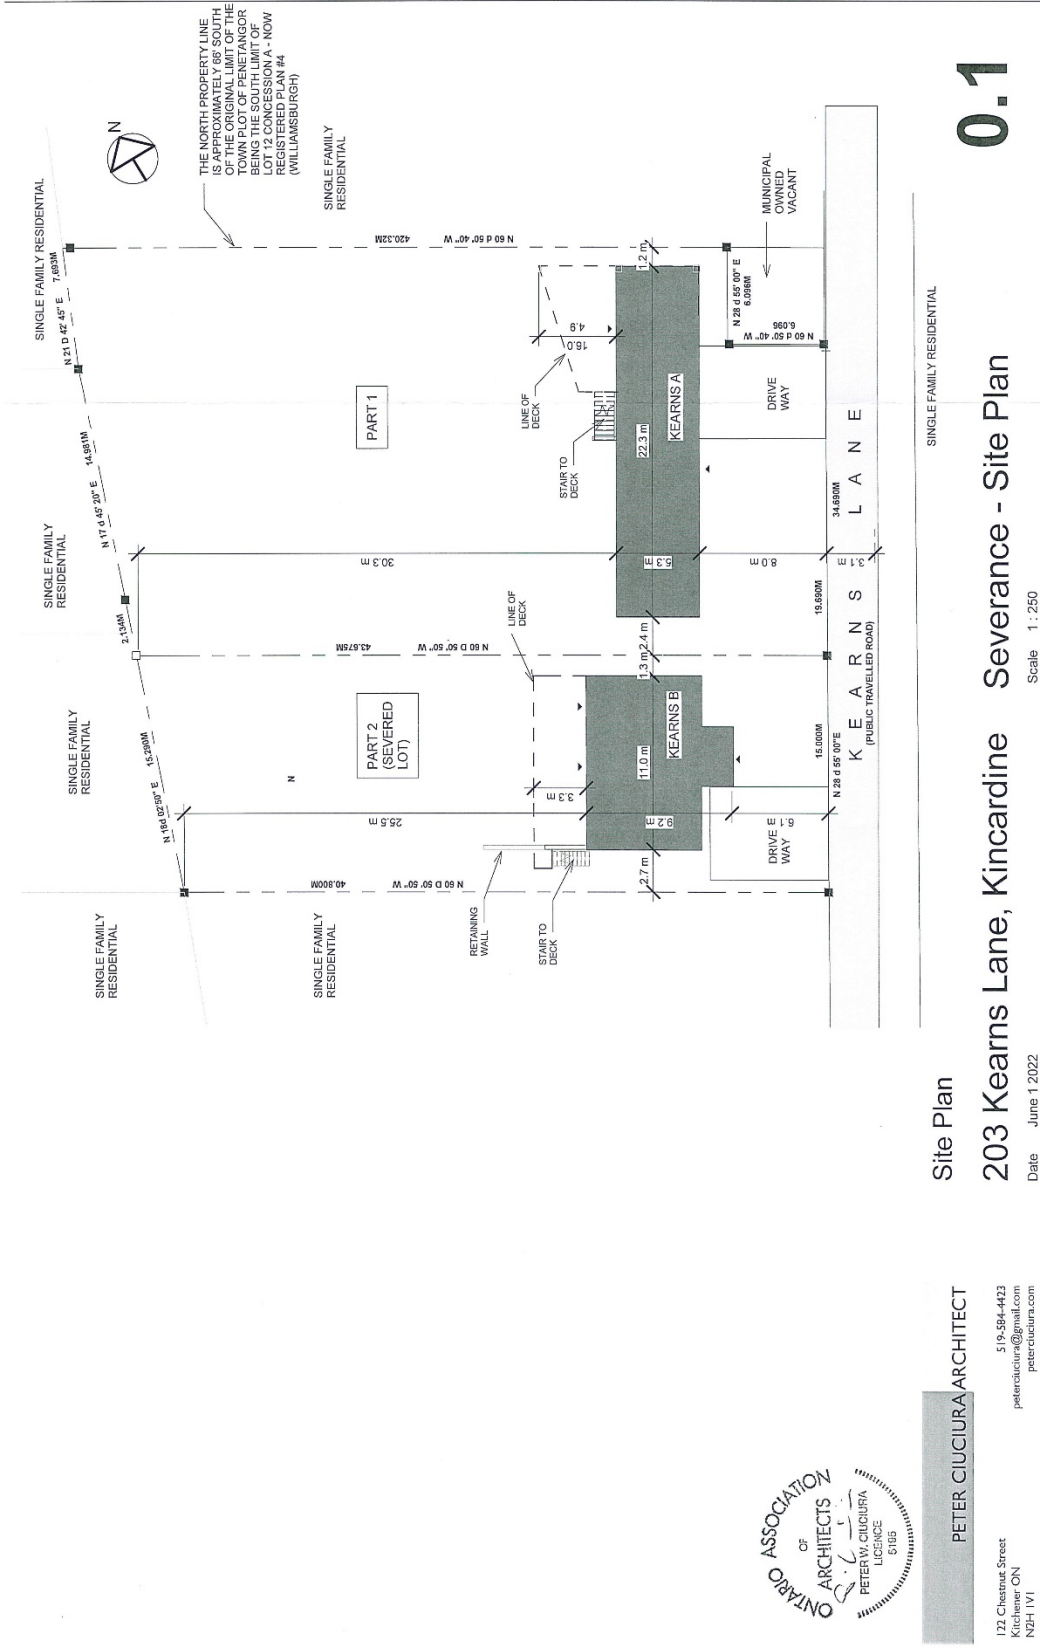 THE NORTH PROPERTY LINE
IS APPROXIMATELY 66' SOUTH
OF THE ORIGINAL LIMIT OF THE
TOWN PLOT OF PENETANGOR
BEING THE SOUTH LIMIT OF
LOT 12 CONCESSION A - NOW
REGISTERED PLAN #4
(WILLIAMSBURGH)
N
SINGLE FAMILY RESIDENTIAL
SINGLE FAMILY
RESIDENTIAL
SINGLE FAMILY
RESIDENTIAL
SINGLE FAMILY
RESIDENTIAL
SINGLE FAMILY
RESIDENTIAL
SINGLE FAMILY
RESIDENTIAL
N 18d 02'50" E 15.290M
2.134M
N 17 d 45' 20" E 14.981M
N 21 D 42' 45" E 7.693M
N 60 D 50' 50" W 40.800M
N 60 D 50' 50" W 43.675M
N 60 d 50' 40" W 420.32M
PART 2
(SEVERED
LOT)
N
PART 1
25.5 m
30.3 m
RETAINING
WALL
STAIR TO
DECK
LINE OF
DECK
3.3 m
STAIR TO
DECK
LINE OF
DECK
16.0
4.9
2.7 m
11.0 m
1.3 m
2.4 m
22.3 m
1.2 m
KEARNS B
KEARNS A
9.2 m
5.3 m
DRIVE
WAY
6.1 m
8.0 m
DRIVE
WAY
N 28 d 55' 00" E
6.096M
N 60 d 50' 40" W
6.096
MUNICIPAL
OWNED
VACANT
N 28 d 55' 00"E
15.000M
19.690M
34.690M
3.1 m
KEARNS LANE
(PUBLIC TRAVELLED ROAD)
SINGLE FAMILY RESIDENTIAL
Site Plan
203 Kearns Lane, Kincardine
Severance - Site Plan
0.1
Date June 1 2022
Scale 1 : 250
ONTARIO ASSOCIATION
OF
ARCHITECTS
PETER W. CIUCIURA
LICENCE
5195
PETER CIUCIURA ARCHITECT
122 Chestnut Street
Kitchener ON
N2H 1V1
519-584-4423
peterciuciura@gmail.com
peterciuciura.com